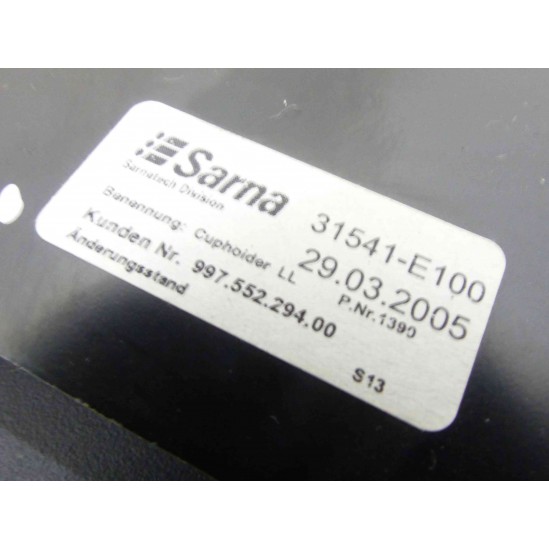 Sarna
Sarnatech Division
31541-E100
Benennung: Cupholder LL
29.03.2005
Kunden Nr. 997.552.294.00
P.Nr.1390
Änderungsstand
S13